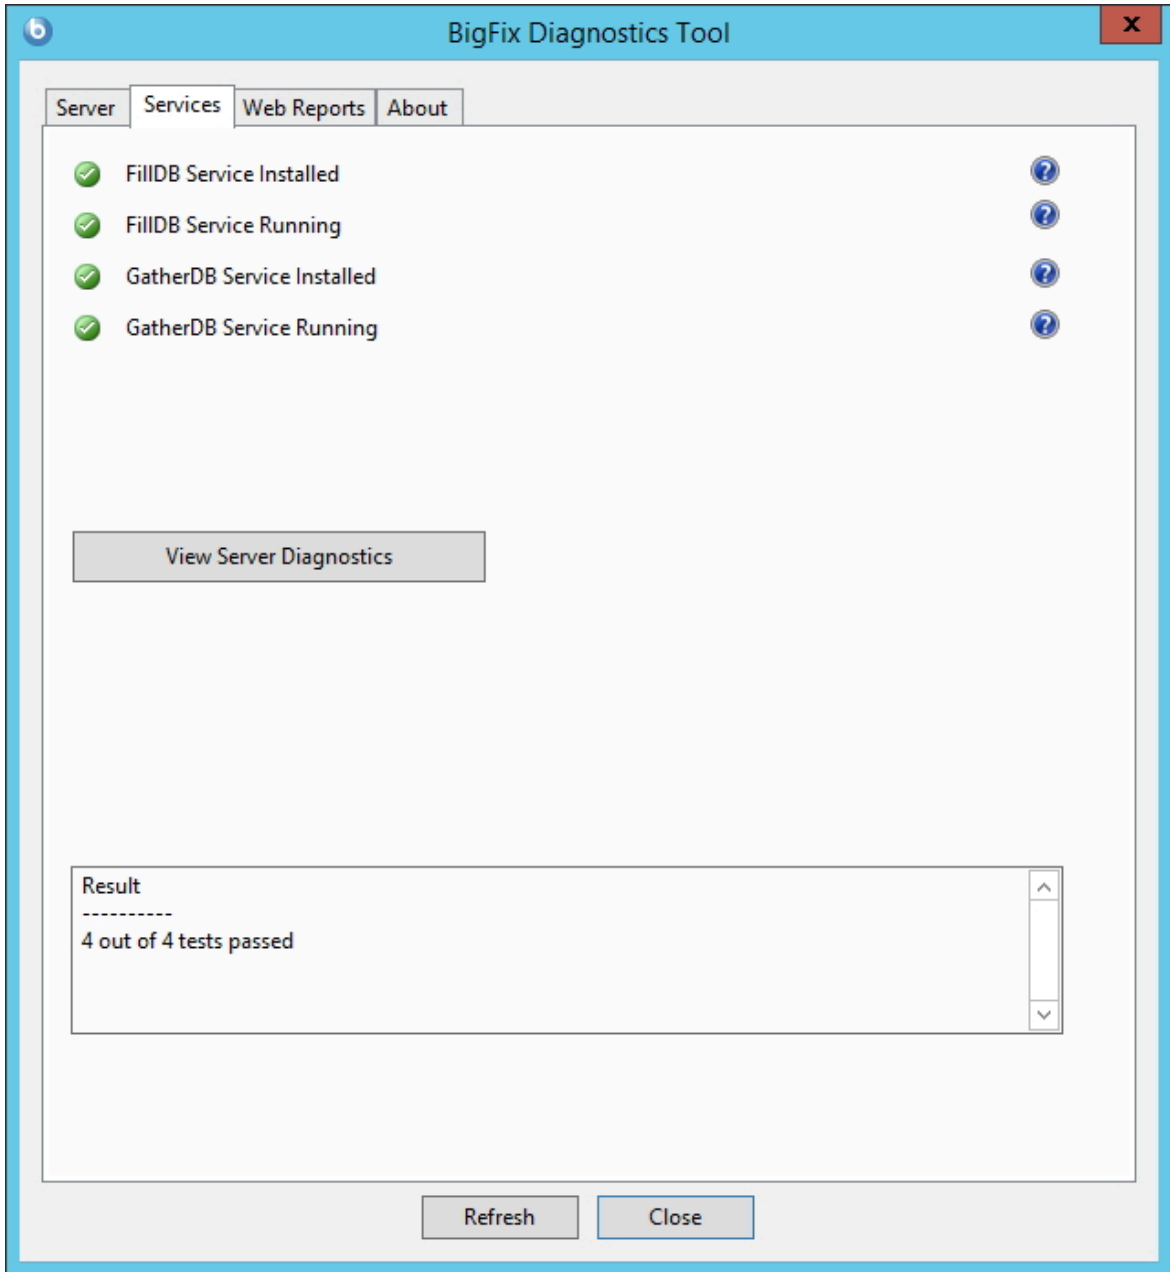 BigFix Diagnostics Tool
Server Services Web Reports About
FillDB Service Installed
FillDB Service Running
GatherDB Service Installed
GatherDB Service Running
View Server Diagnostics
Result
----------
4 out of 4 tests passed
Refresh Close